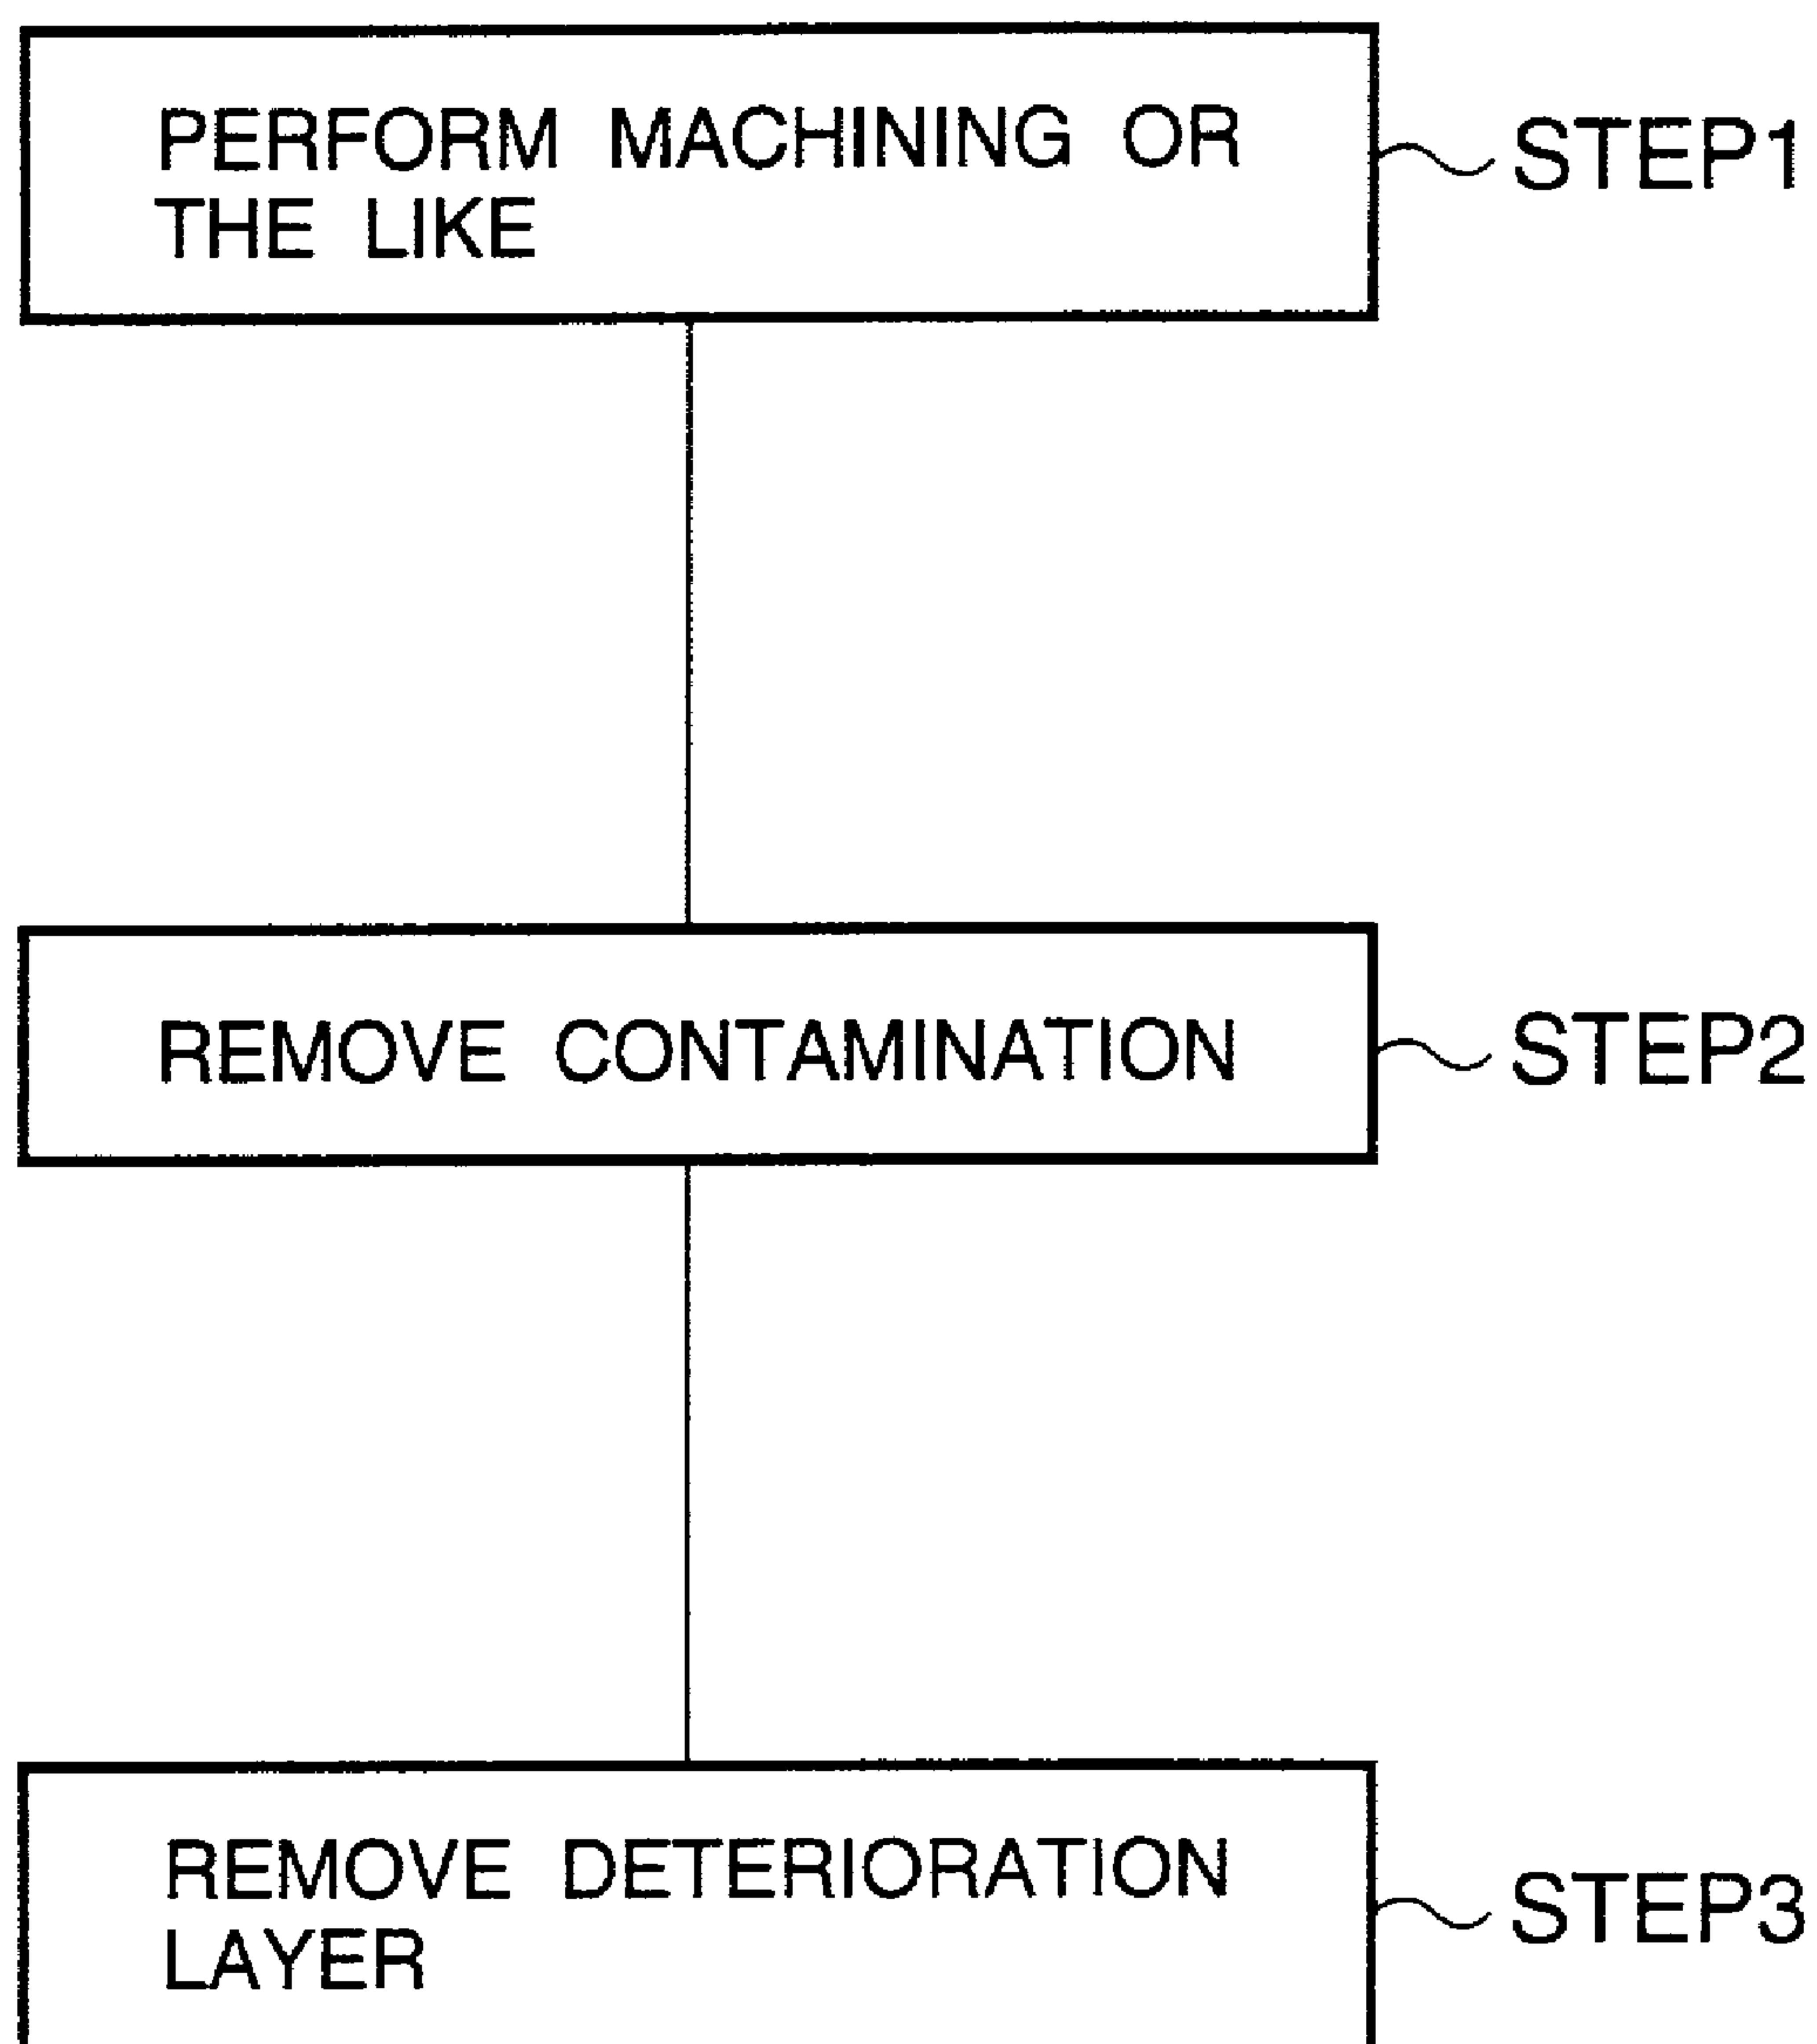 PERFORM MACHINING OR
THE LIKE
STEP1
REMOVE CONTAMINATION
STEP2
REMOVE DETERIORATION
LAYER
STEP3